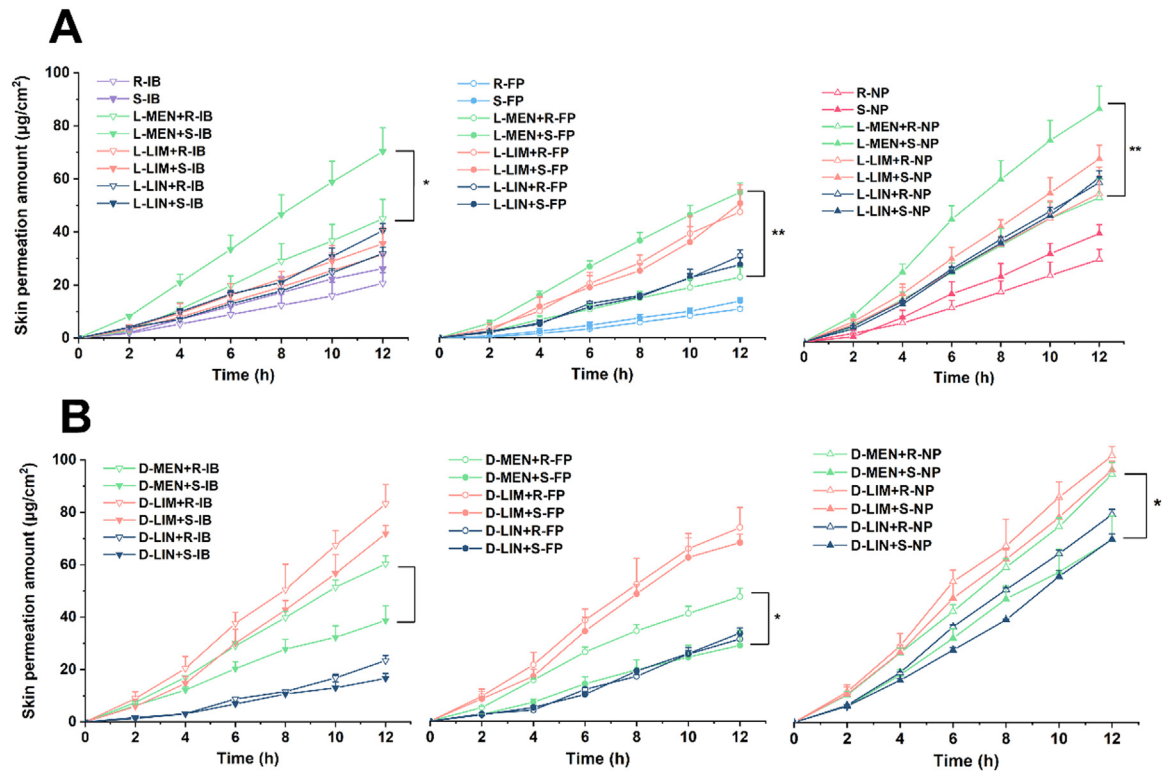 A
Skin permeation amount (μg/cm²)
100
80
60
40
20
0
R-IB
S-IB
L-MEN+R-IB
L-MEN+S-IB
L-LIM+R-IB
L-LIM+S-IB
L-LIN+R-IB
L-LIN+S-IB
*
0 2 4 6 8 10 12
Time (h)
R-FP
S-FP
L-MEN+R-FP
L-MEN+S-FP
L-LIM+R-FP
L-LIM+S-FP
L-LIN+R-FP
L-LIN+S-FP
**
0 2 4 6 8 10 12
Time (h)
R-NP
S-NP
L-MEN+R-NP
L-MEN+S-NP
L-LIM+R-NP
L-LIM+S-NP
L-LIN+R-NP
L-LIN+S-NP
**
0 2 4 6 8 10 12
Time (h)
B
Skin permeation amount (μg/cm²)
100
80
60
40
20
0
D-MEN+R-IB
D-MEN+S-IB
D-LIM+R-IB
D-LIM+S-IB
D-LIN+R-IB
D-LIN+S-IB
0 2 4 6 8 10 12
Time (h)
D-MEN+R-FP
D-MEN+S-FP
D-LIM+R-FP
D-LIM+S-FP
D-LIN+R-FP
D-LIN+S-FP
*
0 2 4 6 8 10 12
Time (h)
D-MEN+R-NP
D-MEN+S-NP
D-LIM+R-NP
D-LIM+S-NP
D-LIN+R-NP
D-LIN+S-NP
*
0 2 4 6 8 10 12
Time (h)